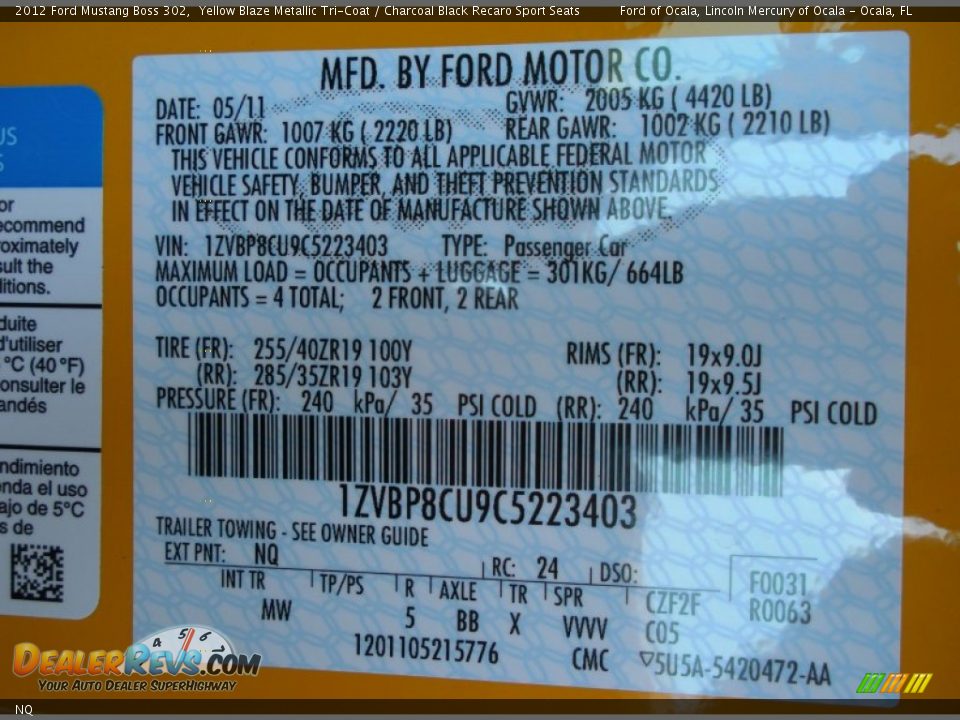 2012 Ford Mustang Boss 302, Yellow Blaze Metallic Tri-Coat / Charcoal Black Recaro Sport Seats Ford of Ocala, Lincoln Mercury of Ocala - Ocala, FL
MFD. BY FORD MOTOR CO.
DATE: 05/11 GVWR: 2005 KG ( 4420 LB)
FRONT GAWR: 1007 KG ( 2220 LB) REAR GAWR: 1002 KG ( 2210 LB)
THIS VEHICLE CONFORMS TO ALL APPLICABLE FEDERAL MOTOR
VEHICLE SAFETY, BUMPER, AND THEFT PREVENTION STANDARDS
IN EFFECT ON THE DATE OF MANUFACTURE SHOWN ABOVE.
VIN: 1ZVBP8CU9C5223403 TYPE: Passenger Car
MAXIMUM LOAD = OCCUPANTS + LUGGAGE = 301KG/ 664LB
OCCUPANTS = 4 TOTAL; 2 FRONT, 2 REAR
TIRE (FR): 255/40ZR19 100Y RIMS (FR): 19x9.0J
(RR): 285/35ZR19 103Y (RR): 19x9.5J
PRESSURE (FR): 240 kPa/ 35 PSI COLD (RR): 240 kPa/ 35 PSI COLD
1ZVBP8CU9C5223403
TRAILER TOWING - SEE OWNER GUIDE
EXT PNT: NQ RC: 24 DSO:
INT TR TP/PS R AXLE TR SPR CZF2F F0031
MW 5 BB X VVVV C05 R0063
1201105215776 CMC 5U5A-5420472-AA
US
S
or
ecommend
roximately
sult the
litions.
duite
d'utiliser
°C (40°F)
onsulter le
andés
ndimiento
enda el uso
ajo de 5°C
s de
4 5 6
DEALERREVS.COM
YOUR AUTO DEALER SUPERHIGHWAY
NQ